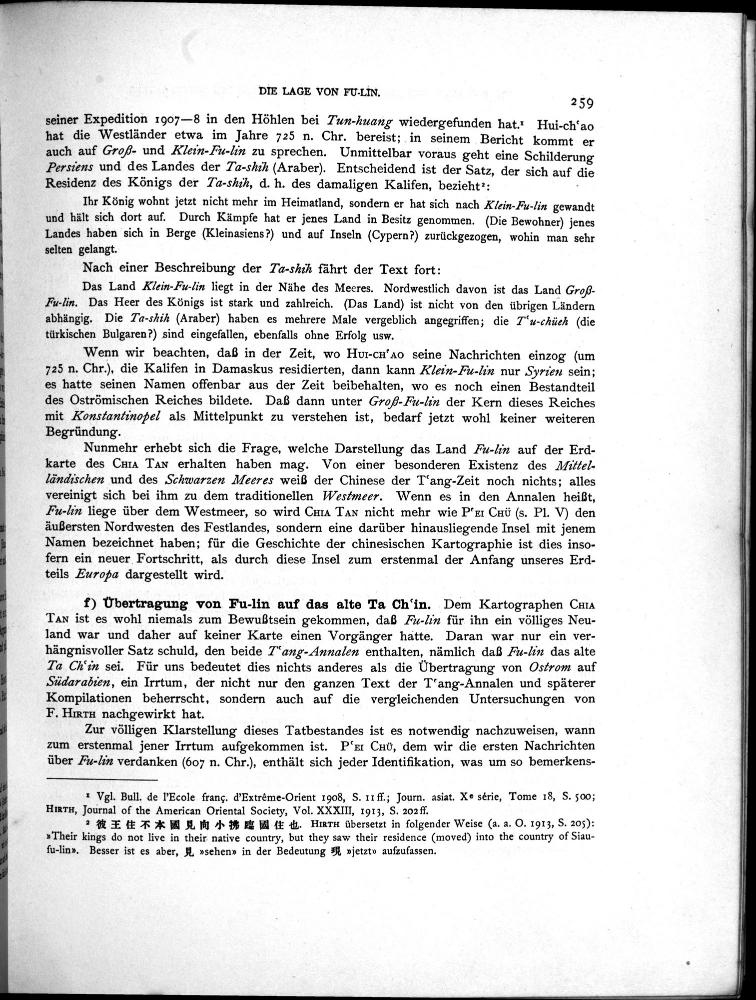 DIE LAGE VON FU-LIN.
259
seiner Expedition 1907—8 in den Höhlen bei Tun-huang wiedergefunden hat.¹ Hui-ch'ao
hat die Westländer etwa im Jahre 725 n. Chr. bereist; in seinem Bericht kommt er
auch auf Groß- und Klein-Fu-lin zu sprechen. Unmittelbar voraus geht eine Schilderung
Persiens und des Landes der Ta-shih (Araber). Entscheidend ist der Satz, der sich auf die
Residenz des Königs der Ta-shih, d. h. des damaligen Kalifen, bezieht²:
Ihr König wohnt jetzt nicht mehr im Heimatland, sondern er hat sich nach Klein-Fu-lin gewandt
und hält sich dort auf. Durch Kämpfe hat er jenes Land in Besitz genommen. (Die Bewohner) jenes
Landes haben sich in Berge (Kleinasiens?) und auf Inseln (Cypern?) zurückgezogen, wohin man sehr
selten gelangt.
Nach einer Beschreibung der Ta-shih fährt der Text fort:
Das Land Klein-Fu-lin liegt in der Nähe des Meeres. Nordwestlich davon ist das Land Groß-
Fu-lin. Das Heer des Königs ist stark und zahlreich. (Das Land) ist nicht von den übrigen Ländern
abhängig. Die Ta-shih (Araber) haben es mehrere Male vergeblich angegriffen; die T'u-chüeh (die
türkischen Bulgaren?) sind eingefallen, ebenfalls ohne Erfolg usw.
Wenn wir beachten, daß in der Zeit, wo HUI-CH'AO seine Nachrichten einzog (um
725 n. Chr.), die Kalifen in Damaskus residierten, dann kann Klein-Fu-lin nur Syrien sein;
es hatte seinen Namen offenbar aus der Zeit beibehalten, wo es noch einen Bestandteil
des Oströmischen Reiches bildete. Daß dann unter Groß-Fu-lin der Kern dieses Reiches
mit Konstantinopel als Mittelpunkt zu verstehen ist, bedarf jetzt wohl keiner weiteren
Begründung.
Nunmehr erhebt sich die Frage, welche Darstellung das Land Fu-lin auf der Erd-
karte des CHIA TAN erhalten haben mag. Von einer besonderen Existenz des Mittel-
ländischen und des Schwarzen Meeres weiß der Chinese der T'ang-Zeit noch nichts; alles
vereinigt sich bei ihm zu dem traditionellen Westmeer. Wenn es in den Annalen heißt,
Fu-lin liege über dem Westmeer, so wird CHIA TAN nicht mehr wie P'EI CHÜ (s. Pl. V) den
äußersten Nordwesten des Festlandes, sondern eine darüber hinausliegende Insel mit jenem
Namen bezeichnet haben; für die Geschichte der chinesischen Kartographie ist dies inso-
fern ein neuer Fortschritt, als durch diese Insel zum erstenmal der Anfang unseres Erd-
teils Europa dargestellt wird.
f) Übertragung von Fu-lin auf das alte Ta Ch'in. Dem Kartographen CHIA
TAN ist es wohl niemals zum Bewußtsein gekommen, daß Fu-lin für ihn ein völliges Neu-
land war und daher auf keiner Karte einen Vorgänger hatte. Daran war nur ein ver-
hängnisvoller Satz schuld, den beide T'ang-Annalen enthalten, nämlich daß Fu-lin das alte
Ta Ch'in sei. Für uns bedeutet dies nichts anderes als die Übertragung von Ostrom auf
Südarabien, ein Irrtum, der nicht nur den ganzen Text der T'ang-Annalen und späterer
Kompilationen beherrscht, sondern auch auf die vergleichenden Untersuchungen von
F. HIRTH nachgewirkt hat.
Zur völligen Klarstellung dieses Tatbestandes ist es notwendig nachzuweisen, wann
zum erstenmal jener Irrtum aufgekommen ist. P'EI CHÜ, dem wir die ersten Nachrichten
über Fu-lin verdanken (607 n. Chr.), enthält sich jeder Identifikation, was um so bemerkens-
¹ Vgl. Bull. de l'Ecole franç. d'Extrême-Orient 1908, S. 11 ff.; Journ. asiat. Xe série, Tome 18, S. 500;
HIRTH, Journal of the American Oriental Society, Vol. XXXIII, 1913, S. 202 ff.
² 彼王住不本國見向小拂臨國住也. HIRTH übersetzt in folgender Weise (a. a. O. 1913, S. 205):
»Their kings do not live in their native country, but they saw their residence (moved) into the country of Siau-
fu-lin». Besser ist es aber, 見 »sehen» in der Bedeutung 現 »jetzt» aufzufassen.